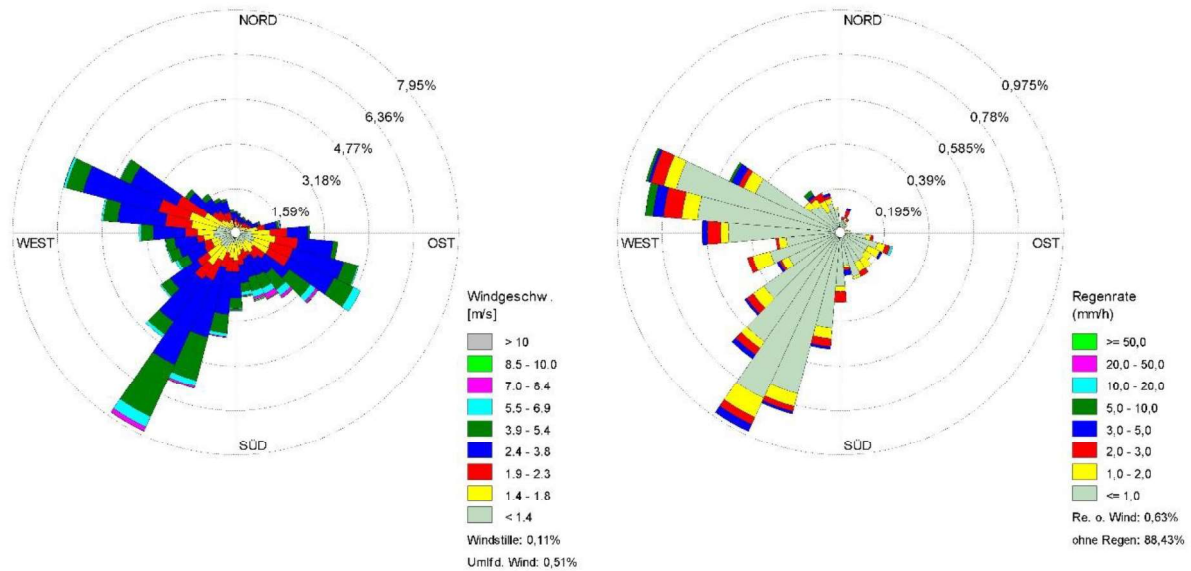 NORD
7,95%
6,36%
4,77%
3,18%
1,59%
WEST
OST
SÜD
Windgeschw.
[m/s]
> 10
8.5 - 10.0
7.0 - 8.4
5.5 - 6.9
3.9 - 5.4
2.4 - 3.8
1.9 - 2.3
1.4 - 1.8
< 1.4
Windstille: 0,11%
Umlfd. Wind: 0,51%
NORD
0,975%
0,78%
0,585%
0,39%
0,195%
WEST
OST
SÜD
Regenrate
(mm/h)
>= 50,0
20,0 - 50,0
10,0 - 20,0
5,0 - 10,0
3,0 - 5,0
2,0 - 3,0
1,0 - 2,0
<= 1,0
Re. o. Wind: 0,63%
ohne Regen: 88,43%